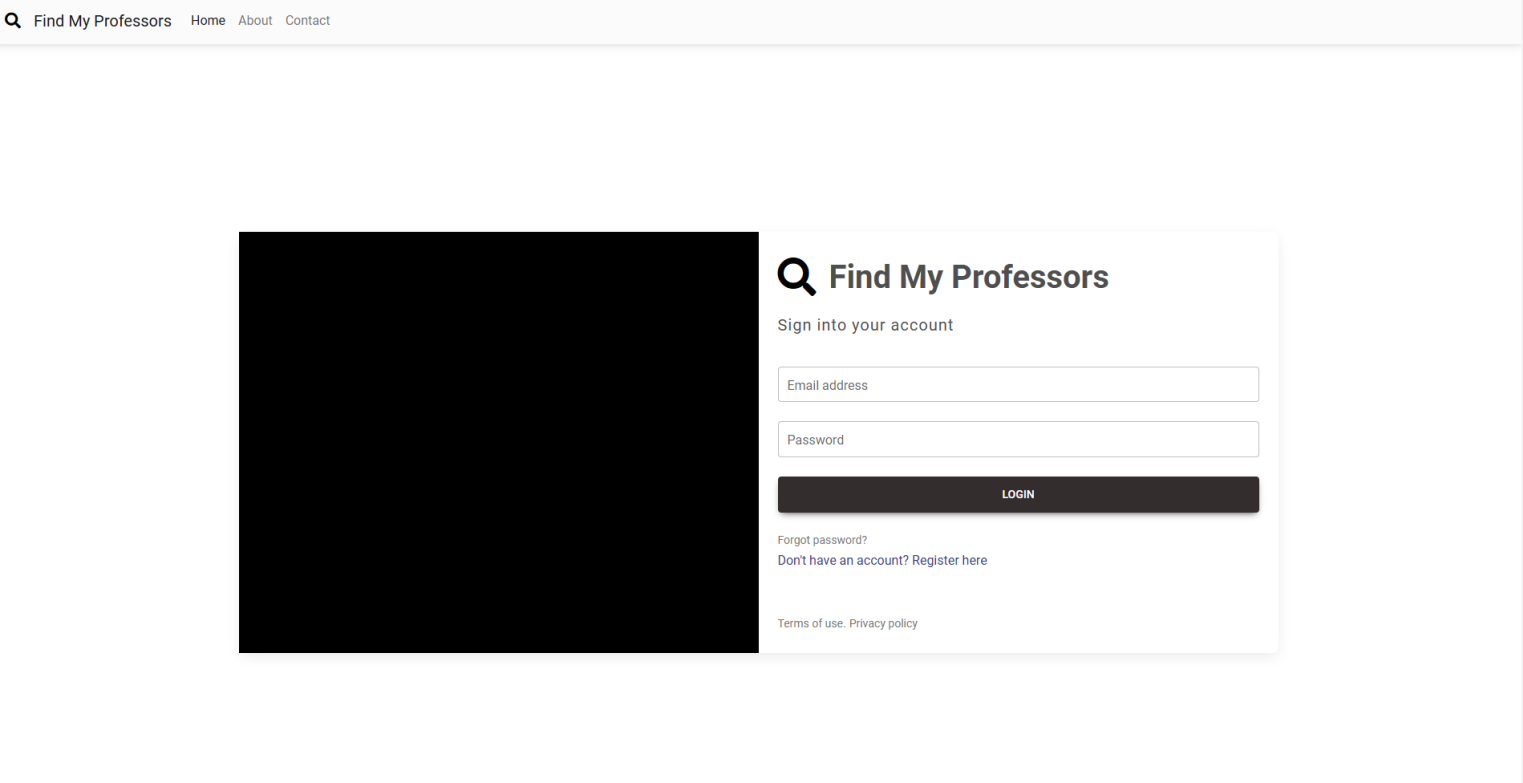 Find My Professors Home About Contact
Find My Professors
Sign into your account
Email address
Password
LOGIN
Forgot password?
Don't have an account? Register here
Terms of use. Privacy policy